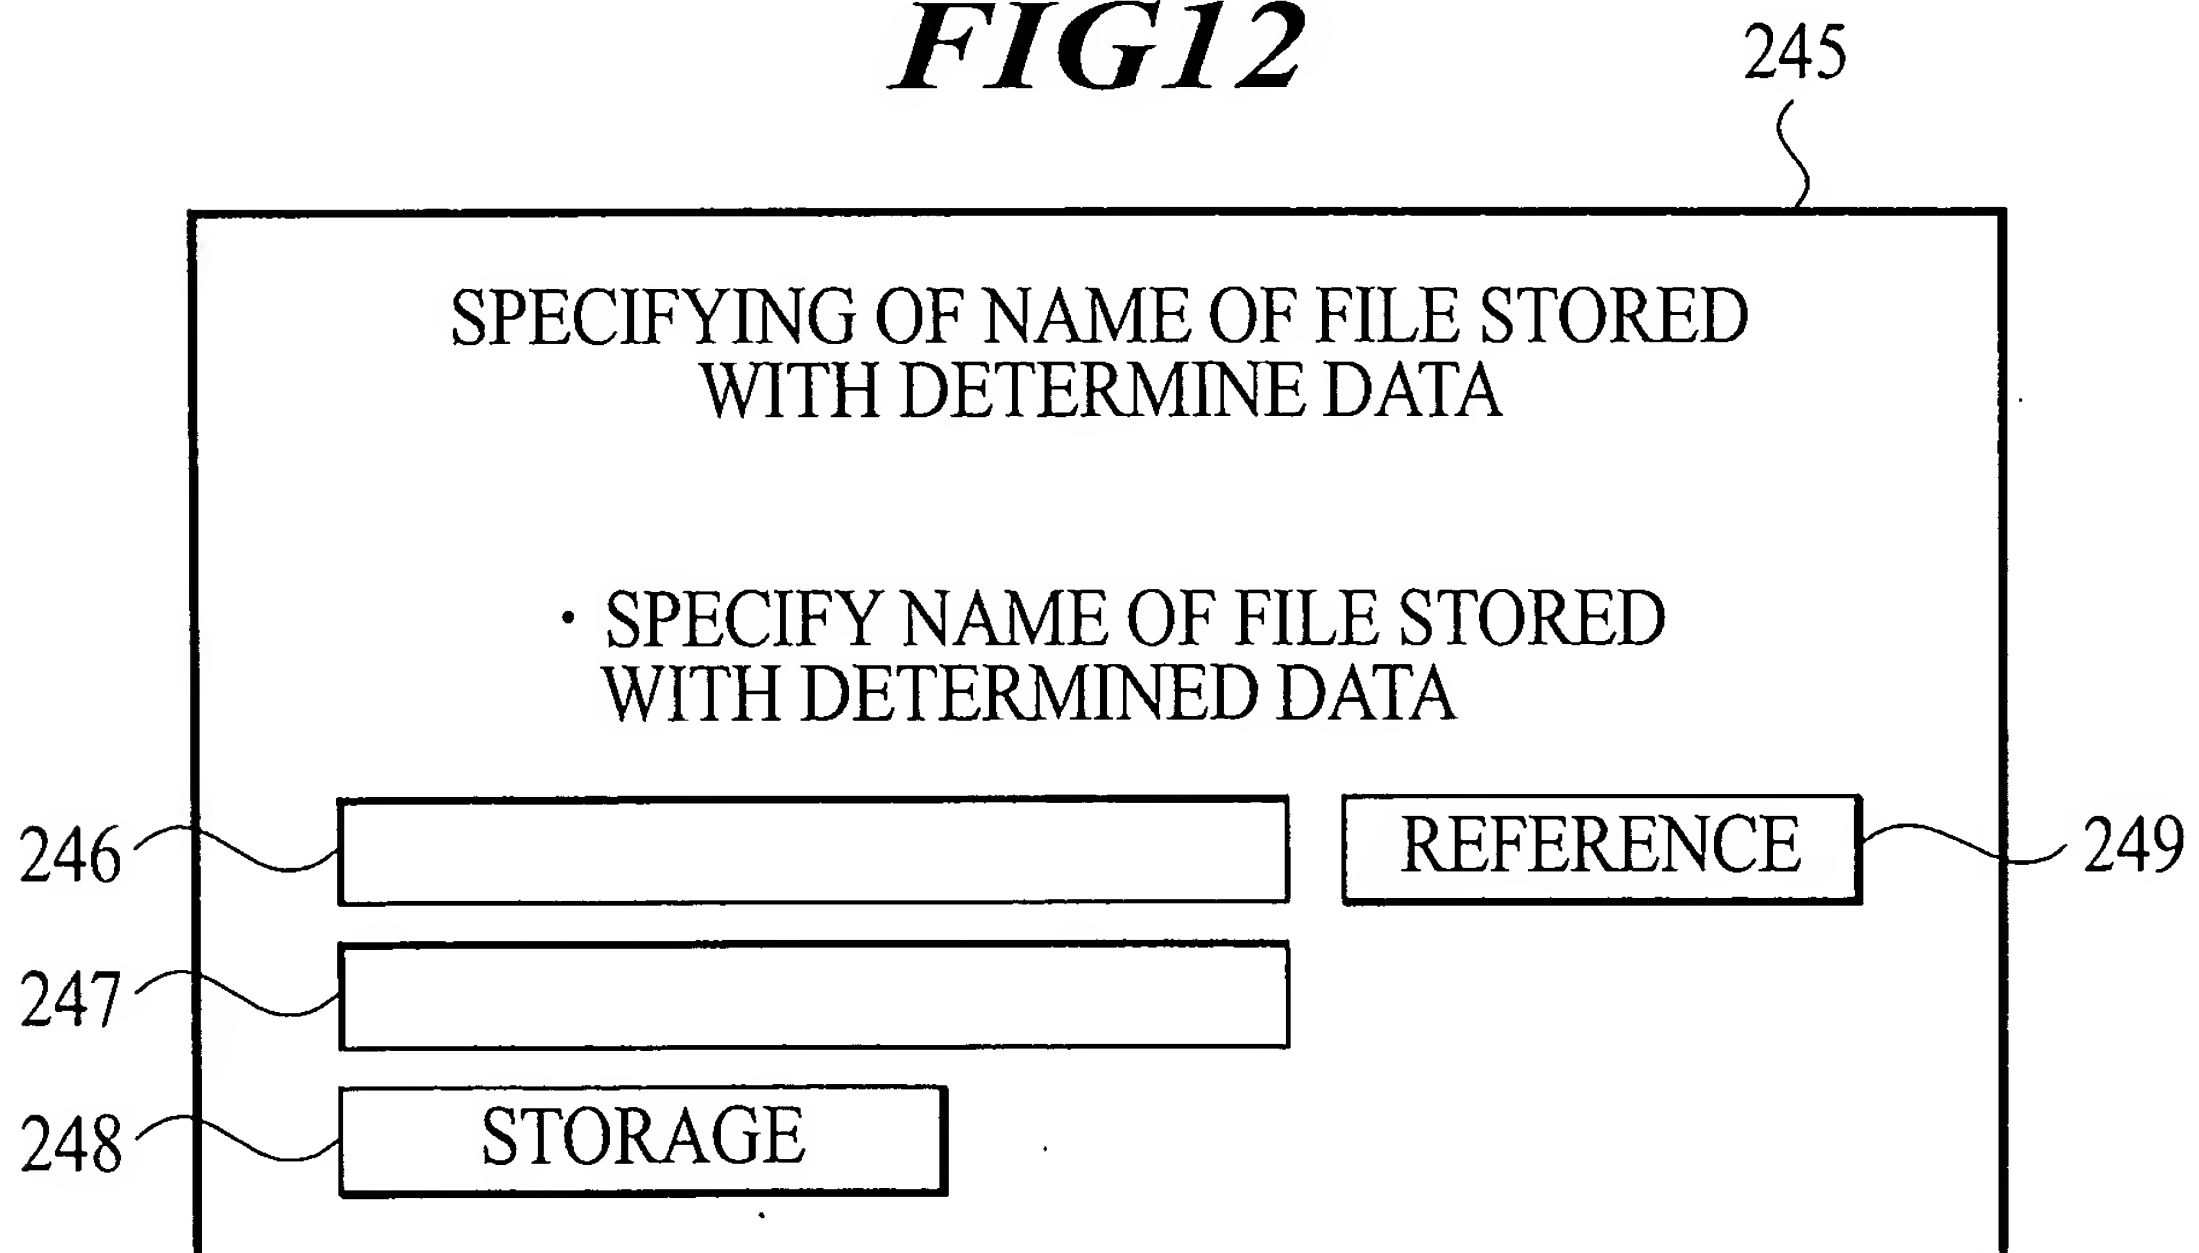 FIG12
245
SPECIFYING OF NAME OF FILE STORED
WITH DETERMINE DATA
· SPECIFY NAME OF FILE STORED
WITH DETERMINED DATA
246
REFERENCE
249
247
248
STORAGE